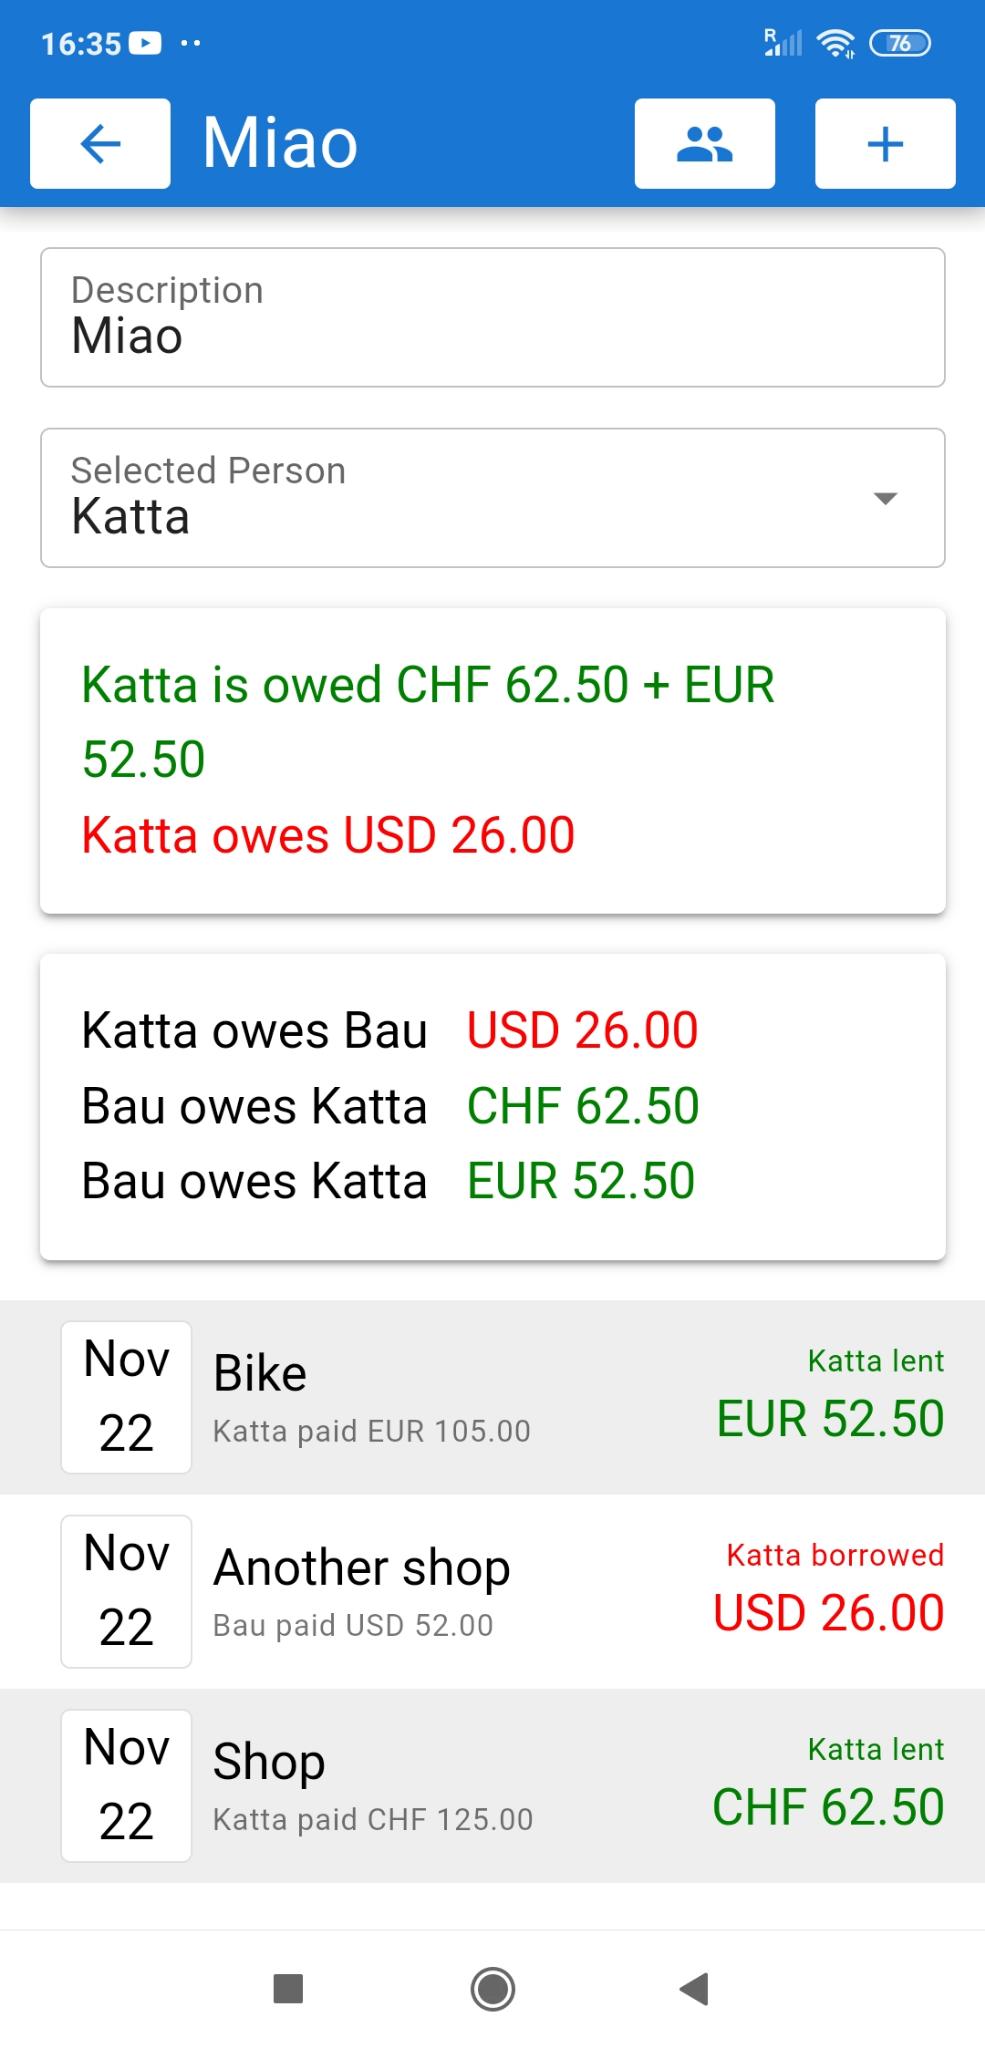 16:35
R
76
Miao
Description
Miao
Selected Person
Katta
Katta is owed CHF 62.50 + EUR
52.50
Katta owes USD 26.00
Katta owes Bau USD 26.00
Bau owes Katta CHF 62.50
Bau owes Katta EUR 52.50
Nov
22
Bike
Katta paid EUR 105.00
Katta lent
EUR 52.50
Nov
22
Another shop
Bau paid USD 52.00
Katta borrowed
USD 26.00
Nov
22
Shop
Katta paid CHF 125.00
Katta lent
CHF 62.50